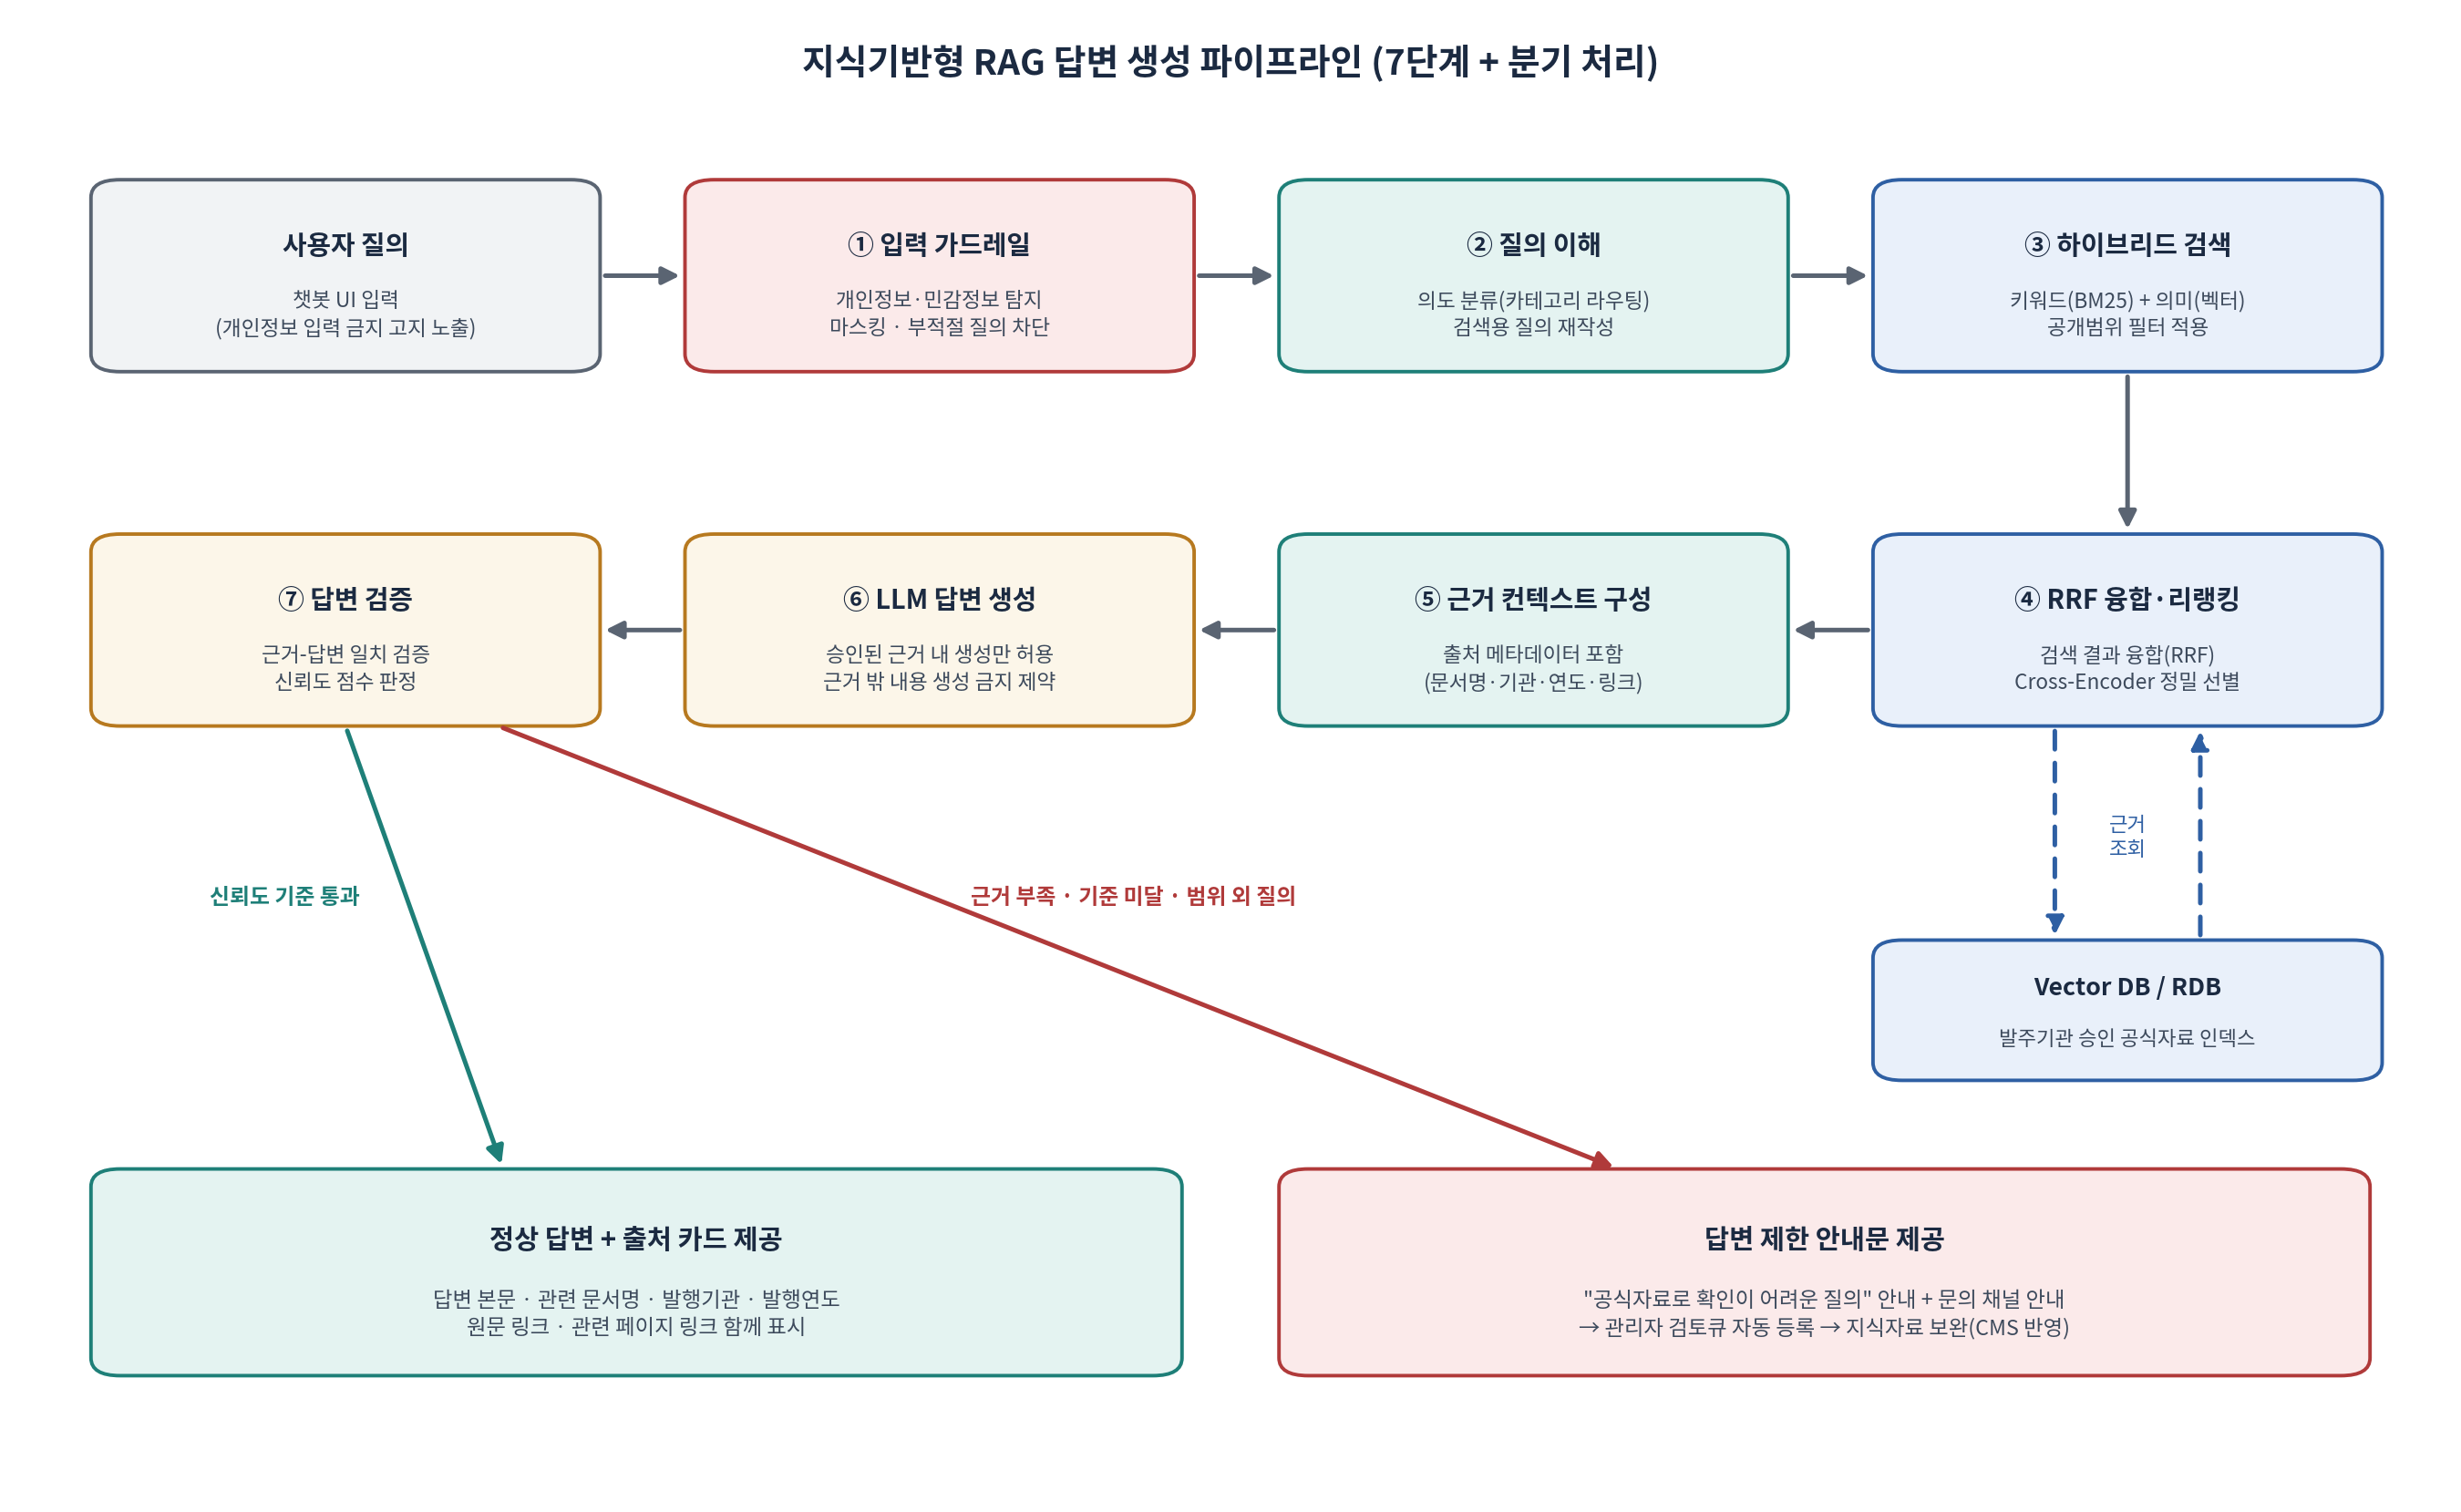 지식기반형 RAG 답변 생성 파이프라인 (7단계 + 분기 처리)
사용자 질의
챗봇 UI 입력
(개인정보 입력 금지 고지 노출)
① 입력 가드레일
개인정보·민감정보 탐지
마스킹 · 부적절 질의 차단
② 질의 이해
의도 분류(카테고리 라우팅)
검색용 질의 재작성
③ 하이브리드 검색
키워드(BM25) + 의미(벡터)
공개범위 필터 적용
④ RRF 융합·리랭킹
검색 결과 융합(RRF)
Cross-Encoder 정밀 선별
⑤ 근거 컨텍스트 구성
출처 메타데이터 포함
(문서명·기관·연도·링크)
⑥ LLM 답변 생성
승인된 근거 내 생성만 허용
근거 밖 내용 생성 금지 제약
⑦ 답변 검증
근거-답변 일치 검증
신뢰도 점수 판정
근거
조회
Vector DB / RDB
발주기관 승인 공식자료 인덱스
신뢰도 기준 통과
근거 부족 · 기준 미달 · 범위 외 질의
정상 답변 + 출처 카드 제공
답변 본문 · 관련 문서명 · 발행기관 · 발행연도
원문 링크 · 관련 페이지 링크 함께 표시
답변 제한 안내문 제공
"공식자료로 확인이 어려운 질의" 안내 + 문의 채널 안내
→ 관리자 검토큐 자동 등록 → 지식자료 보완(CMS 반영)